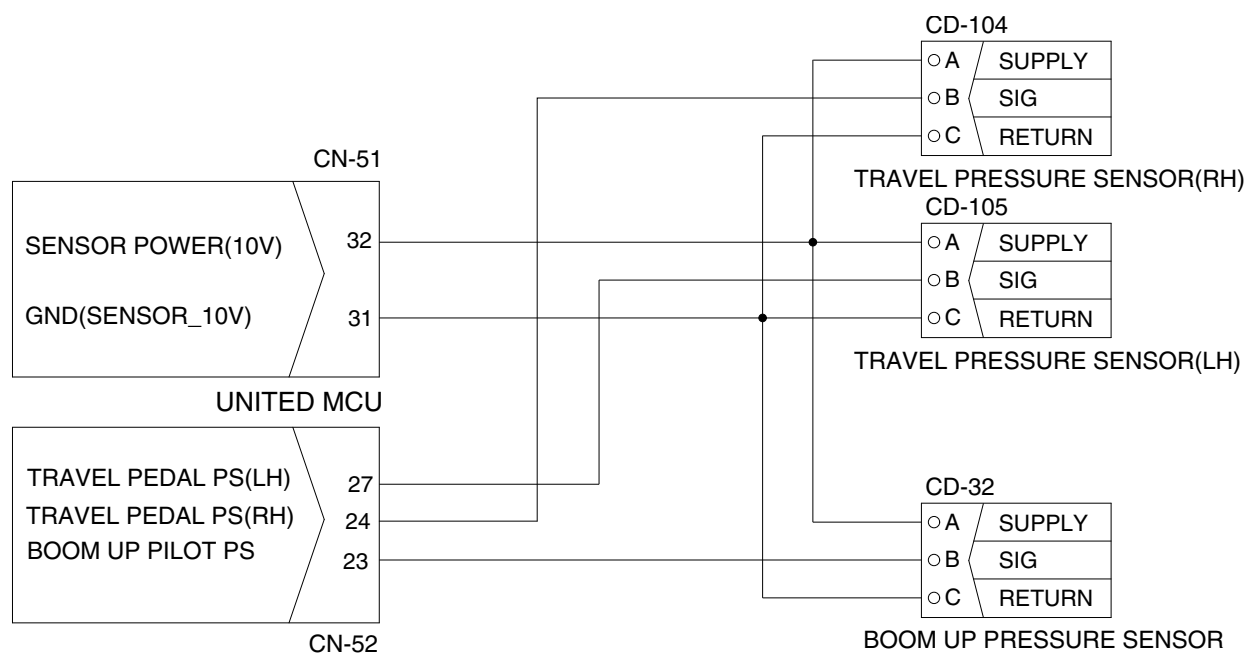 CD-104
A SUPPLY
B SIG
C RETURN
TRAVEL PRESSURE SENSOR(RH)
CN-51
SENSOR POWER(10V) 32
GND(SENSOR_10V) 31
UNITED MCU
CD-105
A SUPPLY
B SIG
C RETURN
TRAVEL PRESSURE SENSOR(LH)
TRAVEL PEDAL PS(LH) 27
TRAVEL PEDAL PS(RH) 24
BOOM UP PILOT PS 23
CN-52
CD-32
A SUPPLY
B SIG
C RETURN
BOOM UP PRESSURE SENSOR